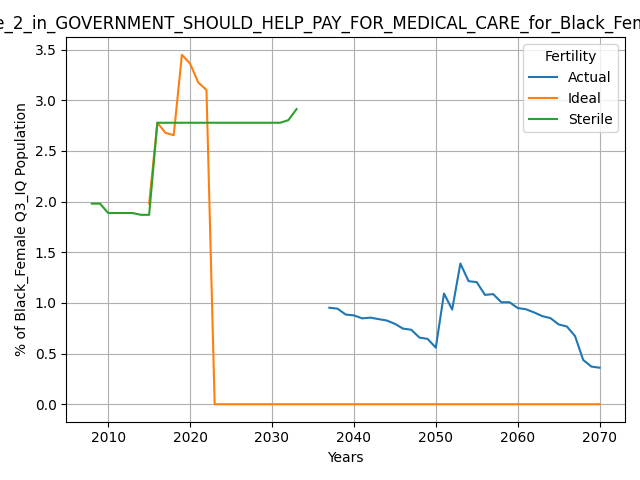 e_2_in_GOVERNMENT_SHOULD_HELP_PAY_FOR_MEDICAL_CARE_for_Black_Fem
3.5
3.0
2.5
2.0
1.5
1.0
0.5
0.0
% of Black_Female Q3_IQ Population
Fertility
Actual
Ideal
Sterile
2010 2020 2030 2040 2050 2060 2070
Years